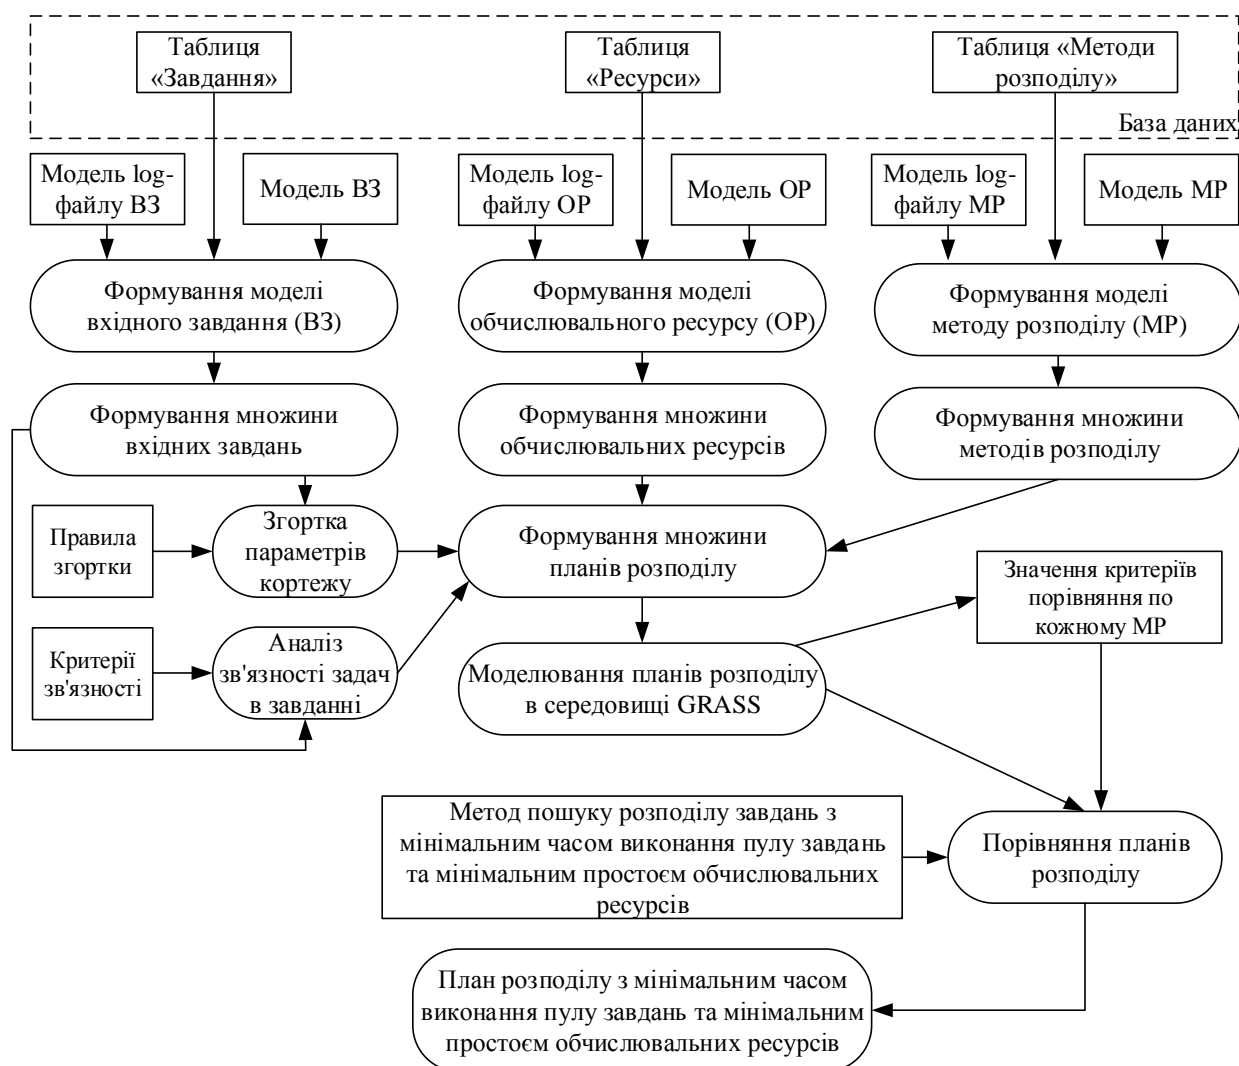 Таблиця
«Завдання»
Таблиця
«Ресурси»
Таблиця «Методи
розподілу»
База даних
Модель log-
файлу ВЗ
Модель ВЗ
Модель log-
файлу ОР
Модель ОР
Модель log-
файлу МР
Модель МР
Формування моделі
вхідного завдання (ВЗ)
Формування моделі
обчислювального ресурсу (ОР)
Формування моделі
методу розподілу (МР)
Формування множини
вхідних завдань
Формування множини
обчислювальних ресурсів
Формування множини
методів розподілу
Правила
згортки
Згортка
параметрів
кортежу
Формування множини
планів розподілу
Значення критеріїв
порівняння по
кожному МР
Критерії
зв'язності
Аналіз
зв'язності задач
в завданні
Моделювання планів розподілу
в середовищі GRASS
Метод пошуку розподілу завдань з
мінімальним часом виконання пулу завдань
та мінімальним простоєм обчислювальних
ресурсів
Порівняння планів
розподілу
План розподілу з мінімальним часом
виконання пулу завдань та мінімальним
простоєм обчислювальних ресурсів